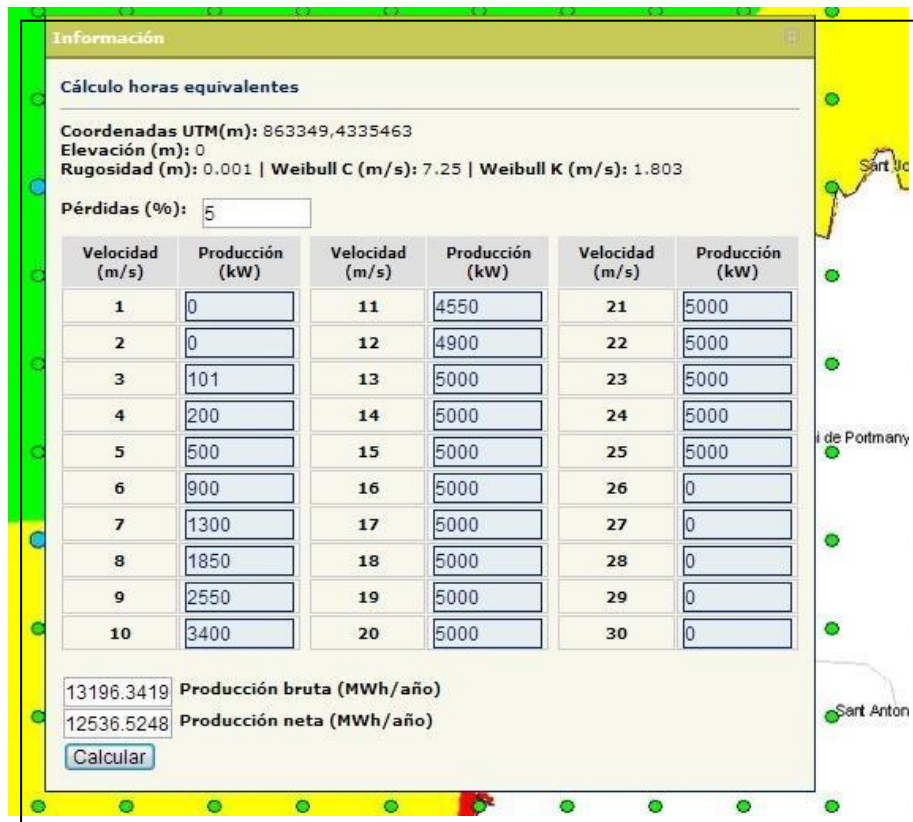 Información
Cálculo horas equivalentes
Coordenadas UTM(m): 863349,4335463
Elevación (m): 0
Rugosidad (m): 0.001 | Weibull C (m/s): 7.25 | Weibull K (m/s): 1.803
Pérdidas (%): 5
Velocidad (m/s) Producción (kW) Velocidad (m/s) Producción (kW) Velocidad (m/s) Producción (kW)
1 0 11 4550 21 5000
2 0 12 4900 22 5000
3 101 13 5000 23 5000
4 200 14 5000 24 5000
5 500 15 5000 25 5000
6 900 16 5000 26 0
7 1300 17 5000 27 0
8 1850 18 5000 28 0
9 2550 19 5000 29 0
10 3400 20 5000 30 0
13196.3419 Producción bruta (MWh/año)
12536.5248 Producción neta (MWh/año)
Calcular
Sant Jo
i de Portmany
Sant Anton